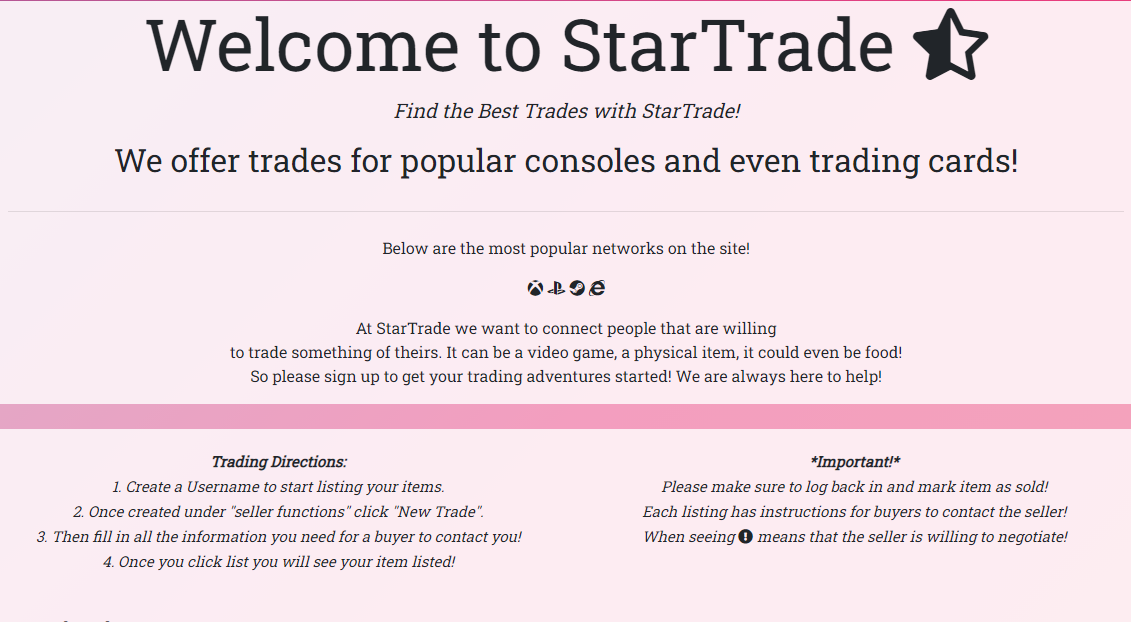 Welcome to StarTrade
Find the Best Trades with StarTrade!
We offer trades for popular consoles and even trading cards!
Below are the most popular networks on the site!
At StarTrade we want to connect people that are willing
to trade something of theirs. It can be a video game, a physical item, it could even be food!
So please sign up to get your trading adventures started! We are always here to help!
Trading Directions:
1. Create a Username to start listing your items.
2. Once created under "seller functions" click "New Trade".
3. Then fill in all the information you need for a buyer to contact you!
4. Once you click list you will see your item listed!
*Important!*
Please make sure to log back in and mark item as sold!
Each listing has instructions for buyers to contact the seller!
When seeing means that the seller is willing to negotiate!